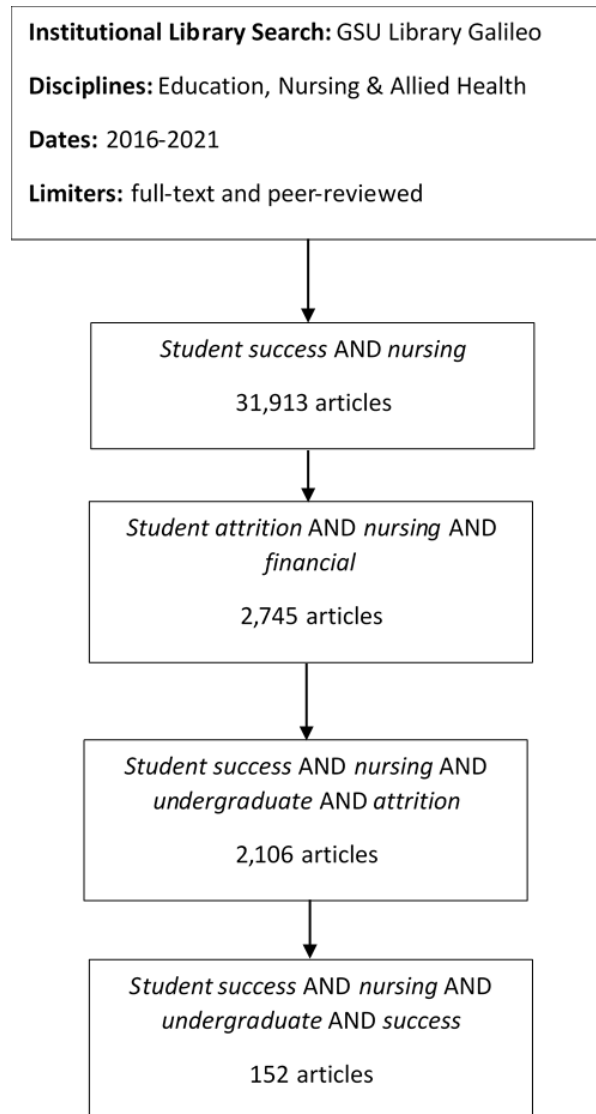 Institutional Library Search: GSU Library Galileo
Disciplines: Education, Nursing & Allied Health
Dates: 2016-2021
Limiters: full-text and peer-reviewed
Student success AND nursing
31,913 articles
Student attrition AND nursing AND
financial
2,745 articles
Student success AND nursing AND
undergraduate AND attrition
2,106 articles
Student success AND nursing AND
undergraduate AND success
152 articles